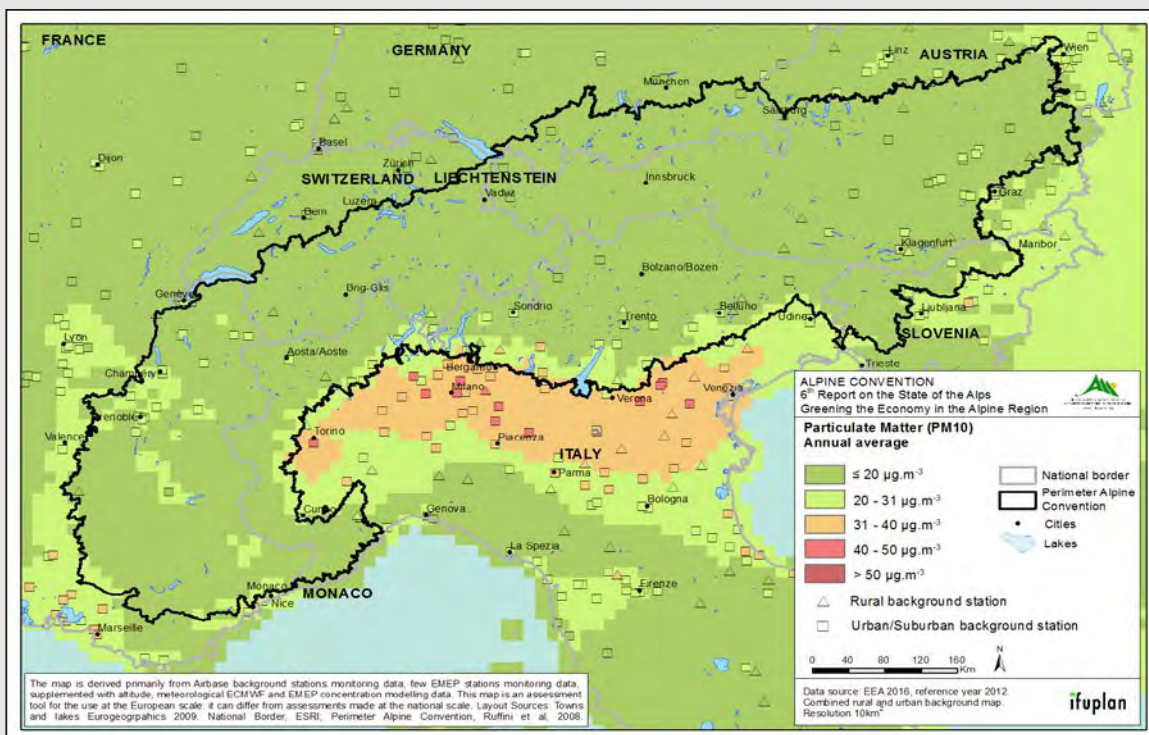 FRANCE
GERMANY
AUSTRIA
Linz
Wien
München
Salzburg
Dijon
Basel
Zürich
SWITZERLAND
LIECHTENSTEIN
Vaduz
Innsbruck
Graz
Luzern
Bern
Klagenfurt
Maribor
Bolzano/Bozen
Genève
Brig-Glis
Sondrio
Trento
Belluno
Udine
Ljubljana
SLOVENIA
Lyon
Aosta/Aoste
Trieste
Chambéry
Bergamo
Milano
Verona
Venezia
Grenoble
Valence
Torino
Piacenza
ITALY
Parma
Bologna
Cuneo
Genova
La Spezia
Firenze
Monaco
MONACO
Nice
Marseille
ALPINE CONVENTION
6th Report on the State of the Alps
Greening the Economy in the Alpine Region
Particulate Matter (PM10)
Annual average
≤ 20 µg.m-3
20 - 31 µg.m-3
31 - 40 µg.m-3
40 - 50 µg.m-3
> 50 µg.m-3
National border
Perimeter Alpine
Convention
Cities
Lakes
Rural background station
Urban/Suburban background station
0 40 80 120 160
Km
N
Data source: EEA 2016, reference year 2012.
Combined rural and urban background map.
Resolution 10km2
ifuplan
The map is derived primarily from Airbase background stations monitoring data, few EMEP stations monitoring data,
supplemented with altitude, meteorological ECMWF and EMEP concentration modelling data. This map is an assessment
tool for the use at the European scale: it can differ from assessments made at the national scale. Layout Sources: Towns
and lakes Eurogeogrpahics 2009. National Border, ESRI; Perimeter Alpine Convention, Ruffini et al, 2008.